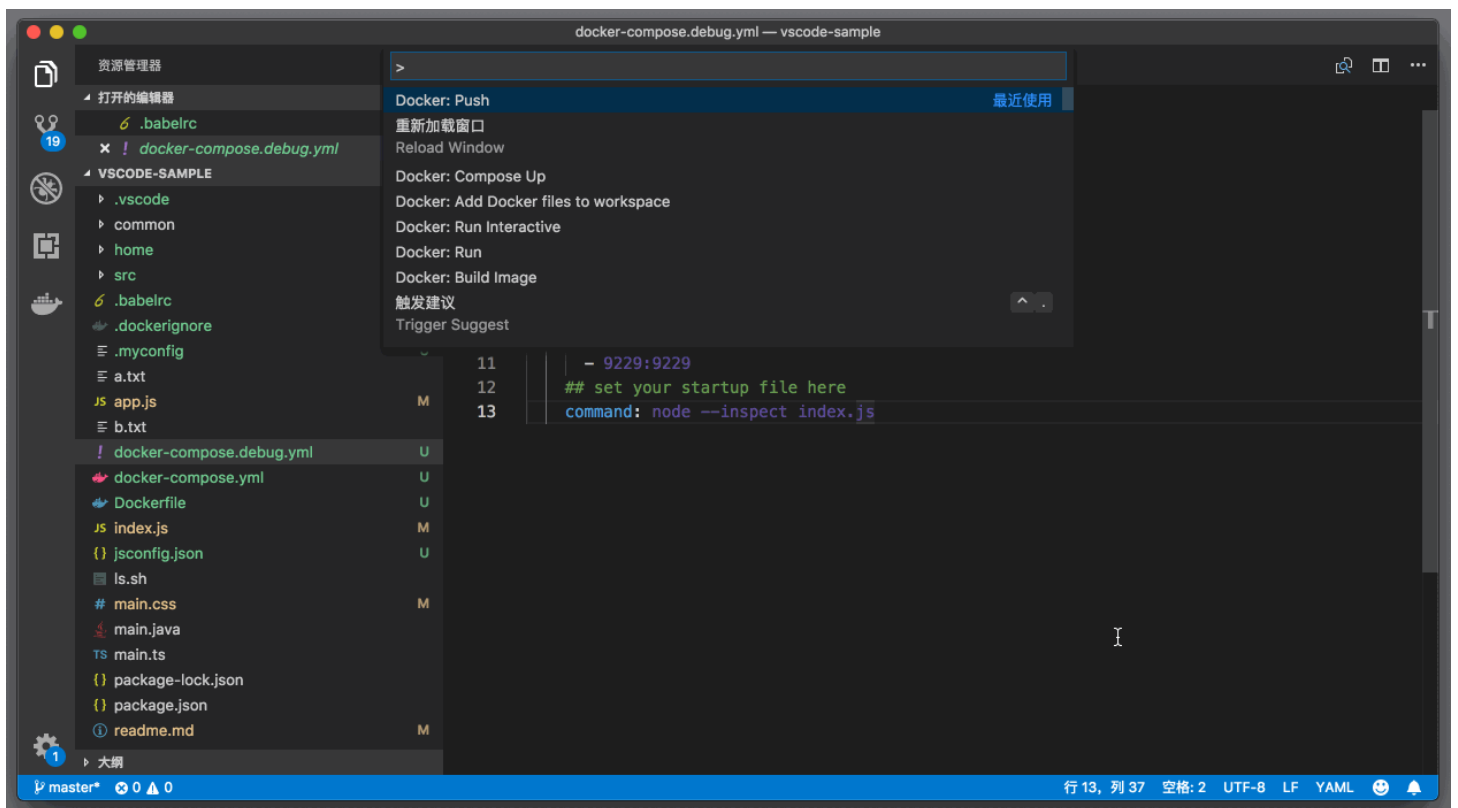 docker-compose.debug.yml — vscode-sample
资源管理器
打开的编辑器
.babelrc
docker-compose.debug.yml
VSCODE-SAMPLE
.vscode
common
home
src
.babelrc
.dockerignore
.myconfig
a.txt
JS app.js M
b.txt
! docker-compose.debug.yml U
docker-compose.yml U
Dockerfile U
JS index.js M
{} jsconfig.json U
ls.sh
# main.css M
main.java
TS main.ts
{} package-lock.json
{} package.json
readme.md M
大纲
19
1
>
Docker: Push 最近使用
重新加载窗口
Reload Window
Docker: Compose Up
Docker: Add Docker files to workspace
Docker: Run Interactive
Docker: Run
Docker: Build Image
触发建议 ^ .
Trigger Suggest
11 - 9229:9229
12 ## set your startup file here
13 command: node --inspect index.js
master* 0 0 行 13，列 37 空格: 2 UTF-8 LF YAML